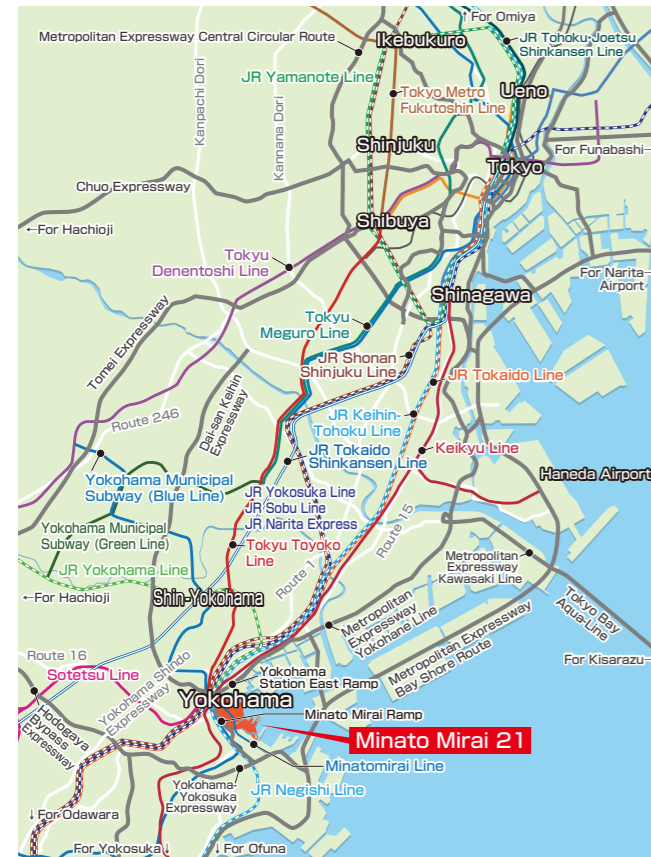 ↑For Omiya
Metropolitan Expressway Central Circular Route
Ikebukuro
JR Tohoku-Joetsu
Shinkansen Line
JR Yamanote Line
Ueno
Tokyo Metro
Fukutoshin Line
Kanpachi Dori
Kannana Dori
Shinjuku
For Funabashi
Tokyo
Chuo Expressway
←For Hachioji
Shibuya
Tokyu
Denentoshi Line
For Narita
Airport
Shinagawa
Tokyu
Meguro Line
Tomei Expressway
JR Shonan
Shinjuku Line
JR Tokaido Line
Dai-san Keihin
Expressway
Route 246
JR Keihin-
Tohoku Line
Keikyu Line
JR Tokaido
Shinkansen Line
Haneda Airport
Yokohama Municipal
Subway (Blue Line)
JR Yokosuka Line
JR Sobu Line
JR Narita Express
Yokohama Municipal
Subway (Green Line)
Tokyu Toyoko
Line
Route 15
Metropolitan
Expressway
Kawasaki Line
JR Yokohama Line
Route 1
←For Hachioji
Shin-Yokohama
Tokyo Bay
Aqua-Line
Metropolitan
Expressway
Yokohane Line
Metropolitan Expressway
Bay Shore Route
For Kisarazu
Route 16
Sotetsu Line
Yokohama Shindo
Expressway
Yokohama
Station East Ramp
Yokohama
Hodogaya
Bypass
Expressway
Minato Mirai Ramp
Minato Mirai 21
Minatomirai Line
Yokohama-
Yokosuka
Expressway
JR Negishi Line
↓For Odawara
For Yokosuka↓
↓For Ofuna